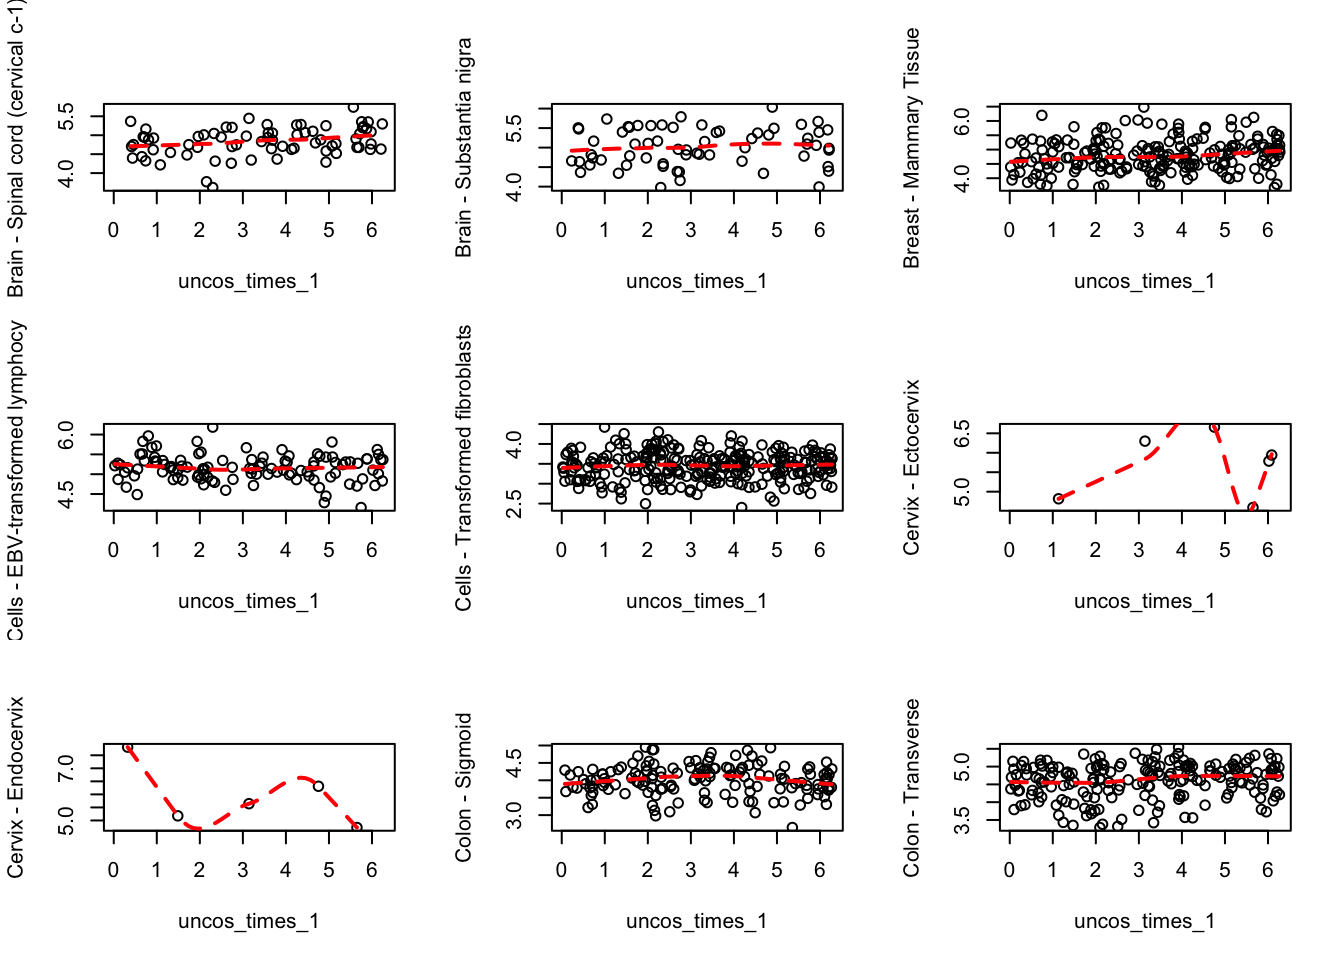 Brain - Spinal cord (cervical c-1)
5.5
4.0
0 1 2 3 4 5 6
uncos_times_1
Brain - Substantia nigra
5.5
4.0
0 1 2 3 4 5 6
uncos_times_1
Breast - Mammary Tissue
6.0
4.0
0 1 2 3 4 5 6
uncos_times_1
Cells - EBV-transformed lymphocy
6.0
4.5
0 1 2 3 4 5 6
uncos_times_1
Cells - Transformed fibroblasts
4.0
2.5
0 1 2 3 4 5 6
uncos_times_1
Cervix - Ectocervix
6.5
5.0
0 1 2 3 4 5 6
uncos_times_1
Cervix - Endocervix
7.0
5.0
0 1 2 3 4 5 6
uncos_times_1
Colon - Sigmoid
4.5
3.0
0 1 2 3 4 5 6
uncos_times_1
Colon - Transverse
5.0
3.5
0 1 2 3 4 5 6
uncos_times_1